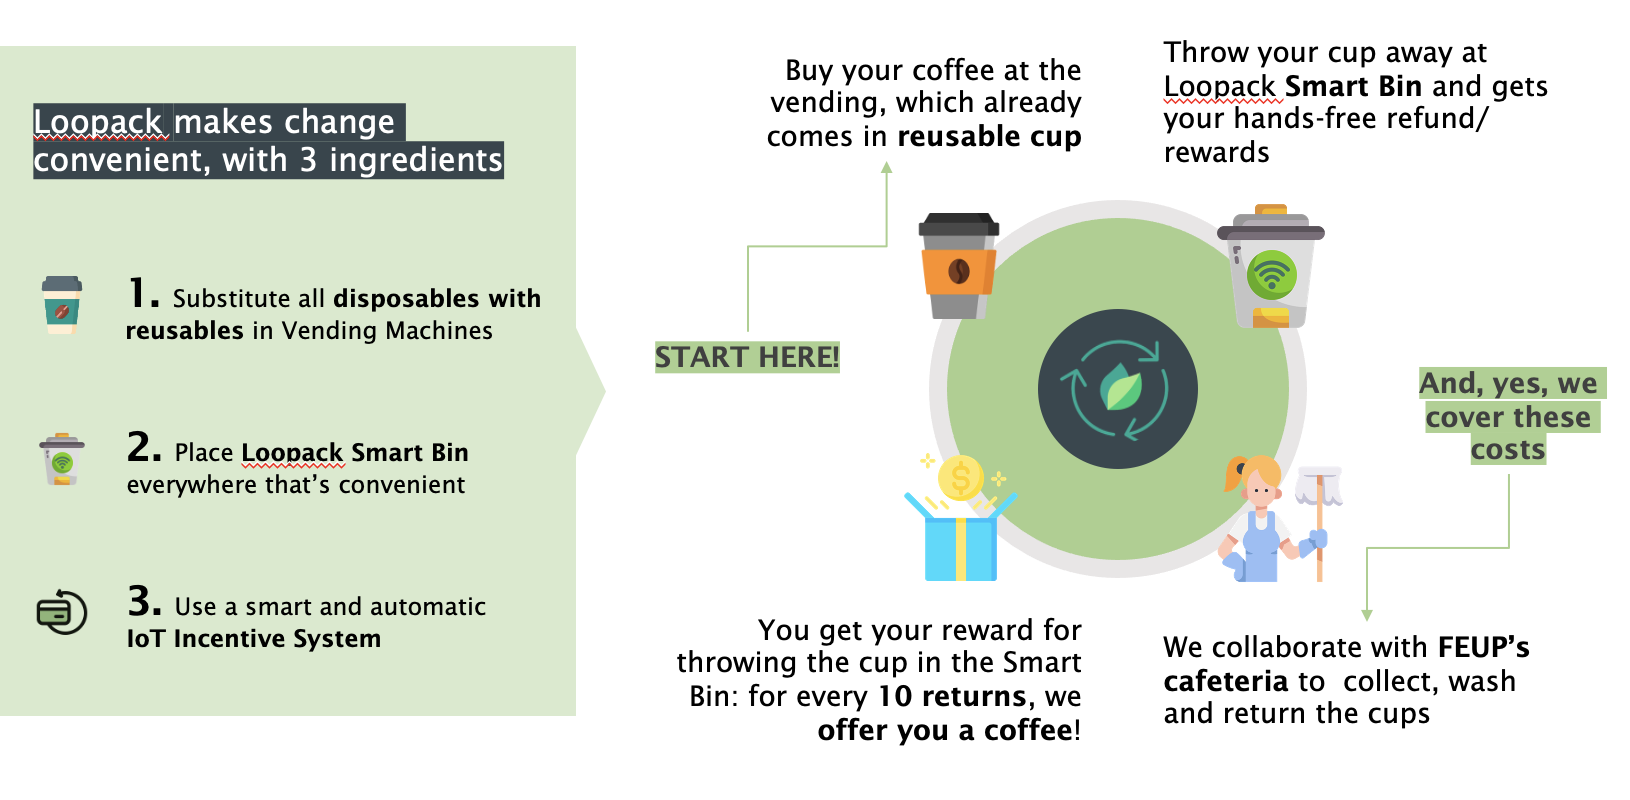 Loopack makes change
convenient, with 3 ingredients
1. Substitute all disposables with
reusables in Vending Machines
2. Place Loopack Smart Bin
everywhere that's convenient
3. Use a smart and automatic
IoT Incentive System
START HERE!
Buy your coffee at the
vending, which already
comes in reusable cup
Throw your cup away at
Loopack Smart Bin and gets
your hands-free refund/
rewards
And, yes, we
cover these
costs
We collaborate with FEUP's
cafeteria to  collect, wash
and return the cups
$
You get your reward for
throwing the cup in the Smart
Bin: for every 10 returns, we
offer you a coffee!